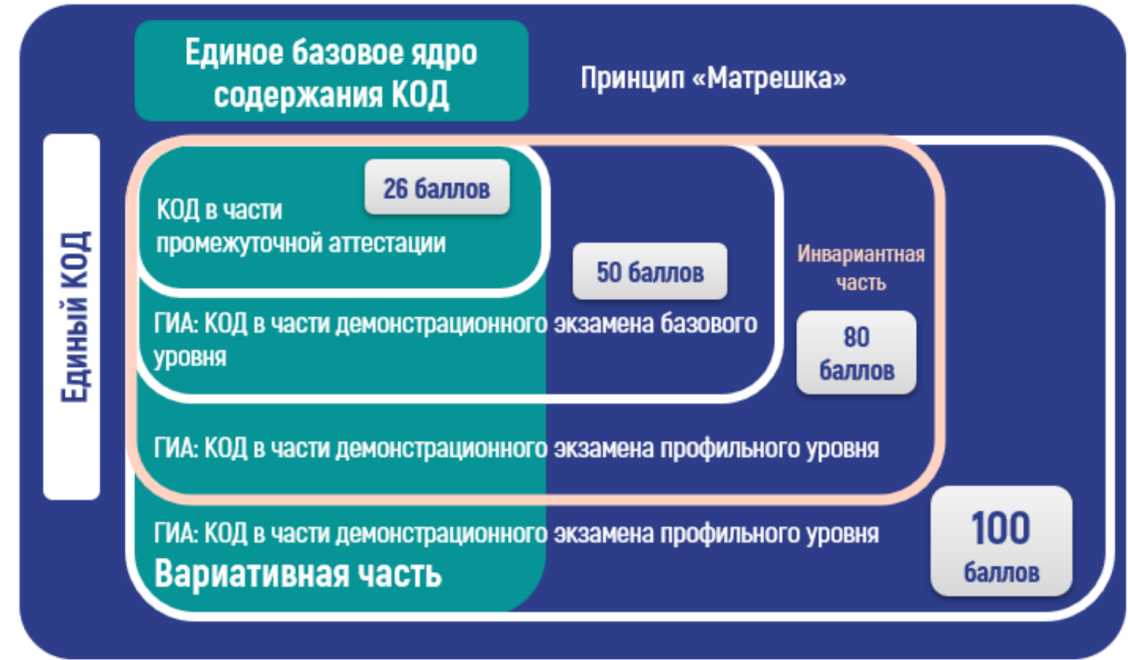 Единое базовое ядро
содержания КОД
Принцип «Матрешка»
Единый КОД
26 баллов
КОД в части
промежуточной аттестации
50 баллов
Инвариантная
часть
ГИА: КОД в части демонстрационного экзамена базового
уровня
80
баллов
ГИА: КОД в части демонстрационного экзамена профильного уровня
ГИА: КОД в части демонстрационного экзамена профильного уровня
Вариативная часть
100
баллов